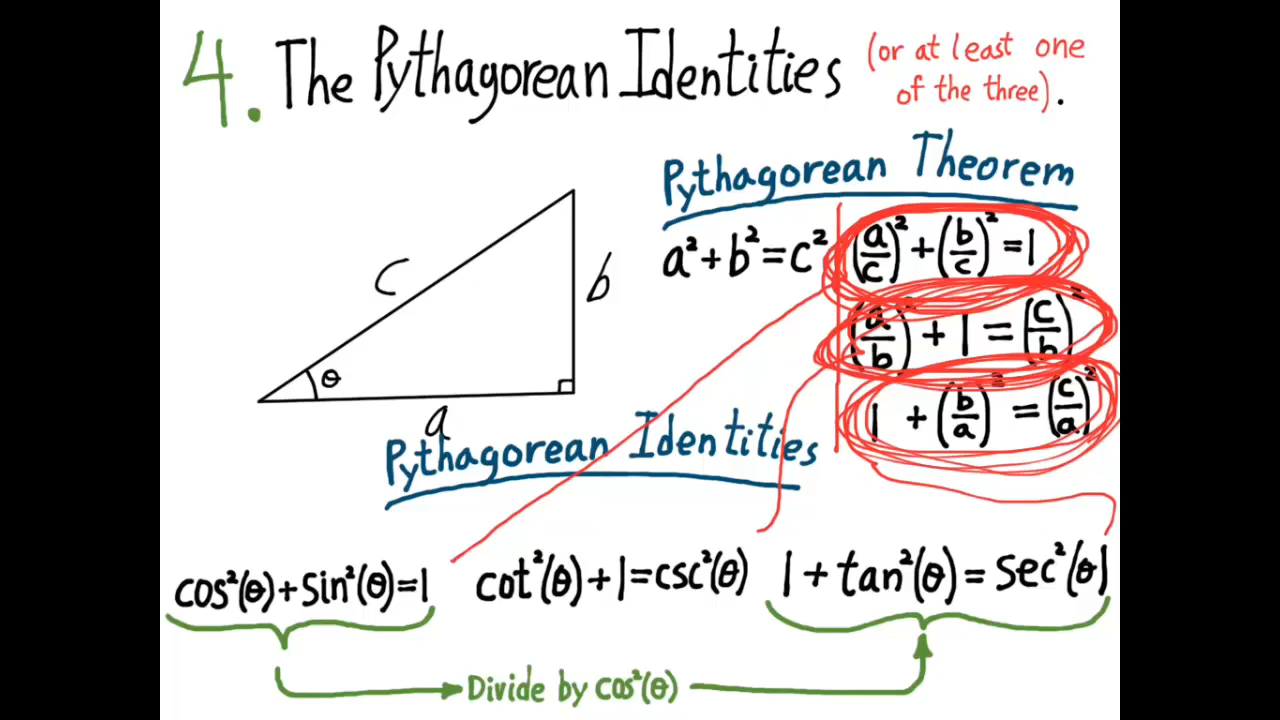 4. The Pythagorean Identities (or at least one of the three).
Pythagorean Theorem
a² + b² = c²
(a/c)² + (b/c)² = 1
(a/b)² + 1 = (c/b)²
1 + (b/a)² = (c/a)²
c
b
θ
a
Pythagorean Identities
cos²(θ) + sin²(θ) = 1
cot²(θ) + 1 = csc²(θ)
1 + tan²(θ) = sec²(θ)
Divide by cos²(θ)